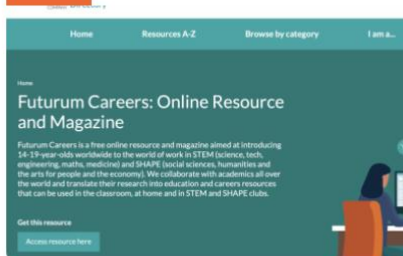 Home Resources A-Z Browse by category I am a...
Home
Futurum Careers: Online Resource
and Magazine
Futurum Careers is a free online resource and magazine aimed at introducing
14-19-year-olds worldwide to the world of work in STEM (science, tech,
engineering, maths, medicine) and SHAPE (social sciences, humanities and
the arts for people and the economy). We collaborate with academics all over
the world and translate their research into education and careers resources
that can be used in the classroom, at home and in STEM and SHAPE clubs.
Get this resource
Access resource here